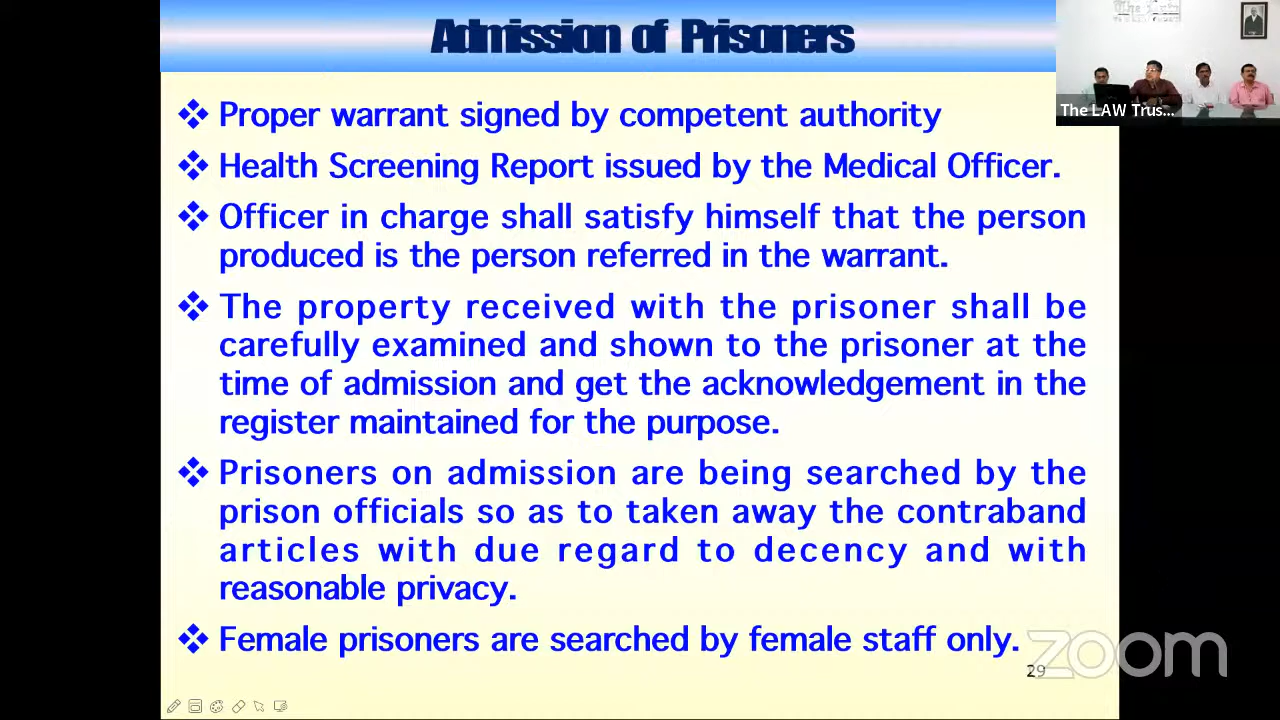 Admission of Prisoners
❖ Proper warrant signed by competent authority
❖ Health Screening Report issued by the Medical Officer.
❖ Officer in charge shall satisfy himself that the person
produced is the person referred in the warrant.
❖ The property received with the prisoner shall be
carefully examined and shown to the prisoner at the
time of admission and get the acknowledgement in the
register maintained for the purpose.
❖ Prisoners on admission are being searched by the
prison officials so as to taken away the contraband
articles with due regard to decency and with
reasonable privacy.
❖ Female prisoners are searched by female staff only.
29
The LAW Trus...
zoom